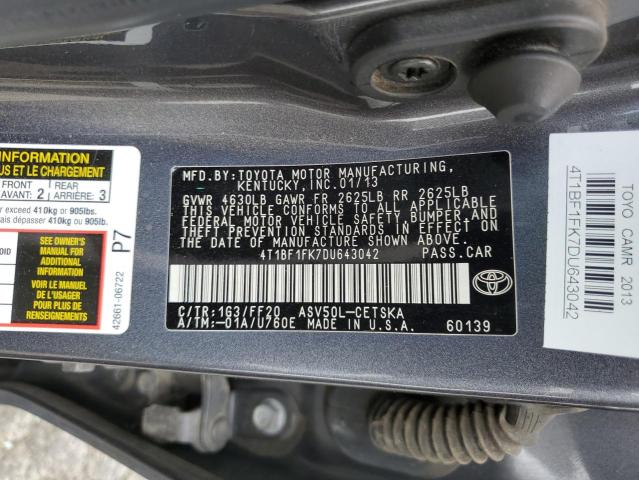 INFORMATION
US ET LE CHARGEMENT
FRONT 2 REAR 3
AVANT: ARRIÈRE:
exceed 410kg or 905lbs.
ais dépasser 410kg ou 905lbs.
SEE OWNER'S
MANUAL FOR
ADDITIONAL
INFORMATION
VOIR LE MANUEL
DE L'USAGER
POUR PLUS DE
RENSEIGNEMENTS
P7
42661-06722
MFD.BY:TOYOTA MOTOR MANUFACTURING,
KENTUCKY, INC.01/13
GVWR 4630LB GAWR FR 2625LB RR 2625LB
THIS VEHICLE CONFORMS TO ALL APPLICABLE
FEDERAL MOTOR VEHICLE SAFETY,BUMPER,AND
THEFT PREVENTION STANDARDS IN EFFECT ON
THE DATE OF MANUFACTURE SHOWN ABOVE.
4T1BF1FK7DU643042 PASS.CAR
TOYOTA
C/TR:1G3/FF20 ASV50L-CETSKA
A/TM:-01A/U760E MADE IN U.S.A. 60139
4T1BF1FK7DU643042
TOYO CAMR 2013